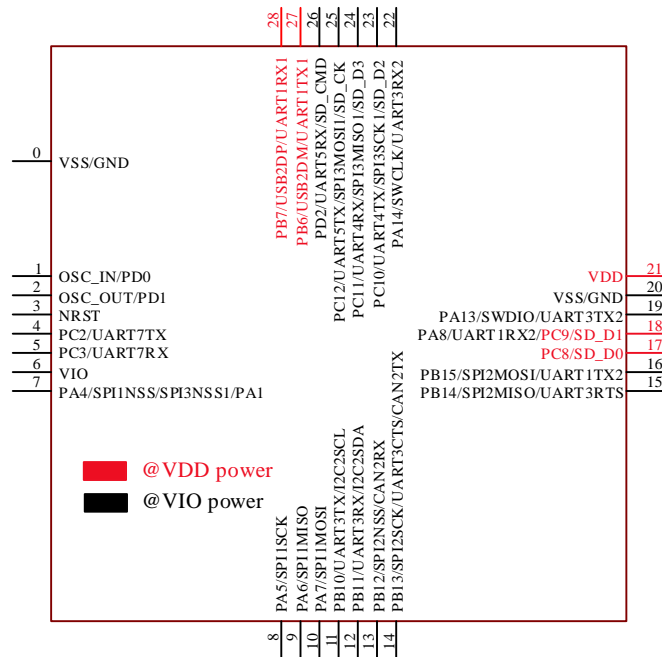 28
27
26
25
24
23
22
PB7/USB2DP/UART1RX1
PB6/USB2DM/UART1TX1
PD2/UART5RX/SD_CMD
PC12/UART5TX/SPI3MOSI1/SD_CK
PC11/UART4RX/SPI3MISO1/SD_D3
PC10/UART4TX/SPI3SCK1/SD_D2
PA14/SWCLK/UART3RX2
0 VSS/GND
1 OSC_IN/PD0
2 OSC_OUT/PD1
3 NRST
4 PC2/UART7TX
5 PC3/UART7RX
6 VIO
7 PA4/SPI1NSS/SPI3NSS1/PA1
VDD 21
VSS/GND 20
PA13/SWDIO/UART3TX2 19
PA8/UART1RX2/PC9/SD_D1 18
PC8/SD_D0 17
PB15/SPI2MOSI/UART1TX2 16
PB14/SPI2MISO/UART3RTS 15
@VDD power
@VIO power
PA5/SPI1SCK
PA6/SPI1MISO
PA7/SPI1MOSI
PB10/UART3TX/I2C2SCL
PB11/UART3RX/I2C2SDA
PB12/SPI2NSS/CAN2RX
PB13/SPI2SCK/UART3CTS/CAN2TX
8
9
10
11
12
13
14